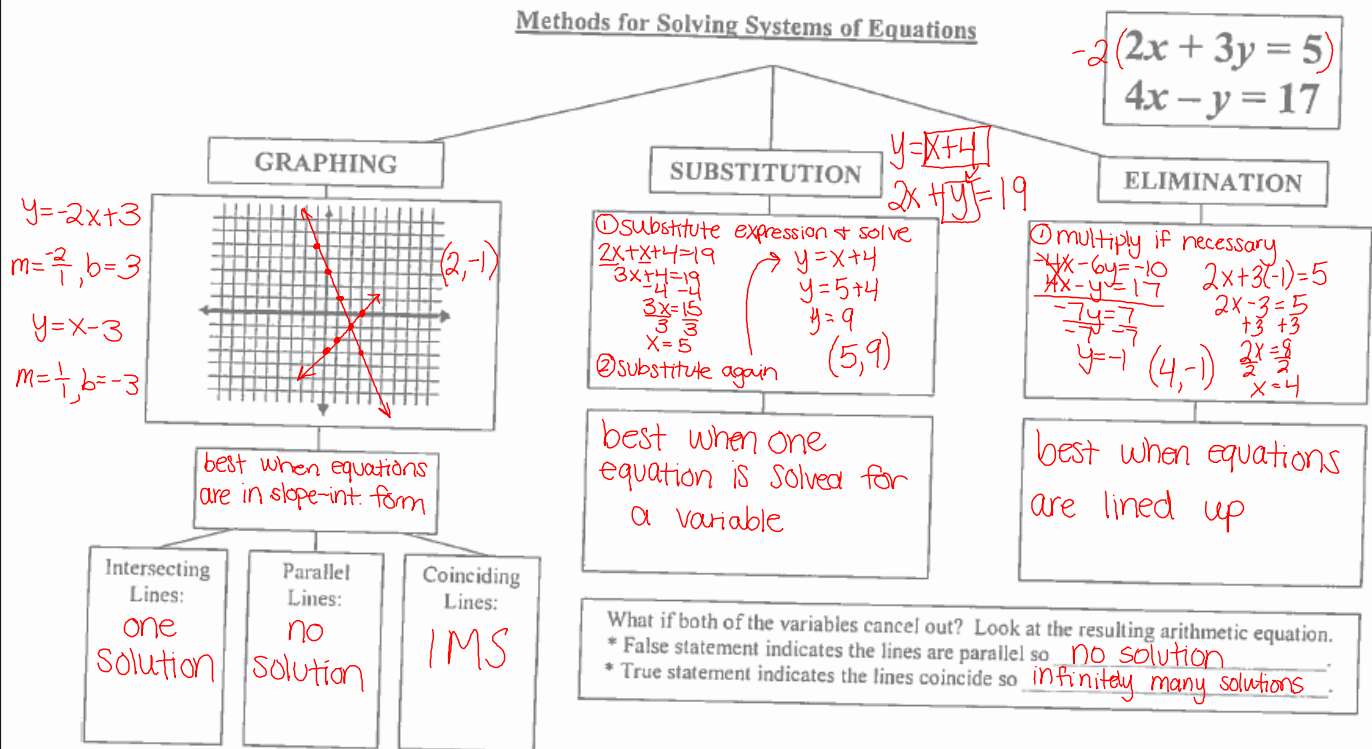 Methods for Solving Systems of Equations
-2(2x + 3y = 5)
4x – y = 17
GRAPHING
y=-2x+3
m=-2/1, b=3
y=x-3
m=1/1, b=-3
(2,-1)
best when equations
are in slope-int. form
Intersecting
Lines:
one
solution
Parallel
Lines:
no
solution
Coinciding
Lines:
IMS
SUBSTITUTION
y=x+4
2x+y=19
①substitute expression & solve
2x+x+4=19
3x+4=19
-4 -4
3x=15
3 3
x=5
②substitute again
y=x+4
y=5+4
y=9
(5,9)
best when one
equation is solved for
a variable
ELIMINATION
① multiply if necessary
-4x-6y=-10
4x-y=17
-7y=7
-7 -7
y=-1
(4,-1)
2x+3(-1)=5
2x-3=5
+3 +3
2x=8
2 2
x=4
best when equations
are lined up
What if both of the variables cancel out? Look at the resulting arithmetic equation.
* False statement indicates the lines are parallel so no solution.
* True statement indicates the lines coincide so infinitely many solutions.